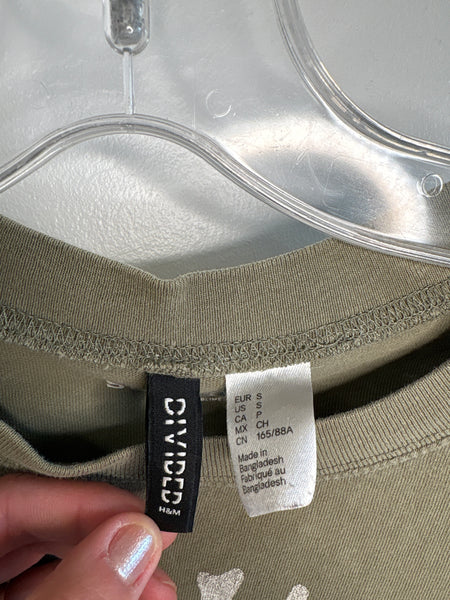 DIVIDED
H&M
EUR S
US S
CA P
MX CH
CN 165/88A
Made in
Bangladesh
Fabriqué au
Bangladesh